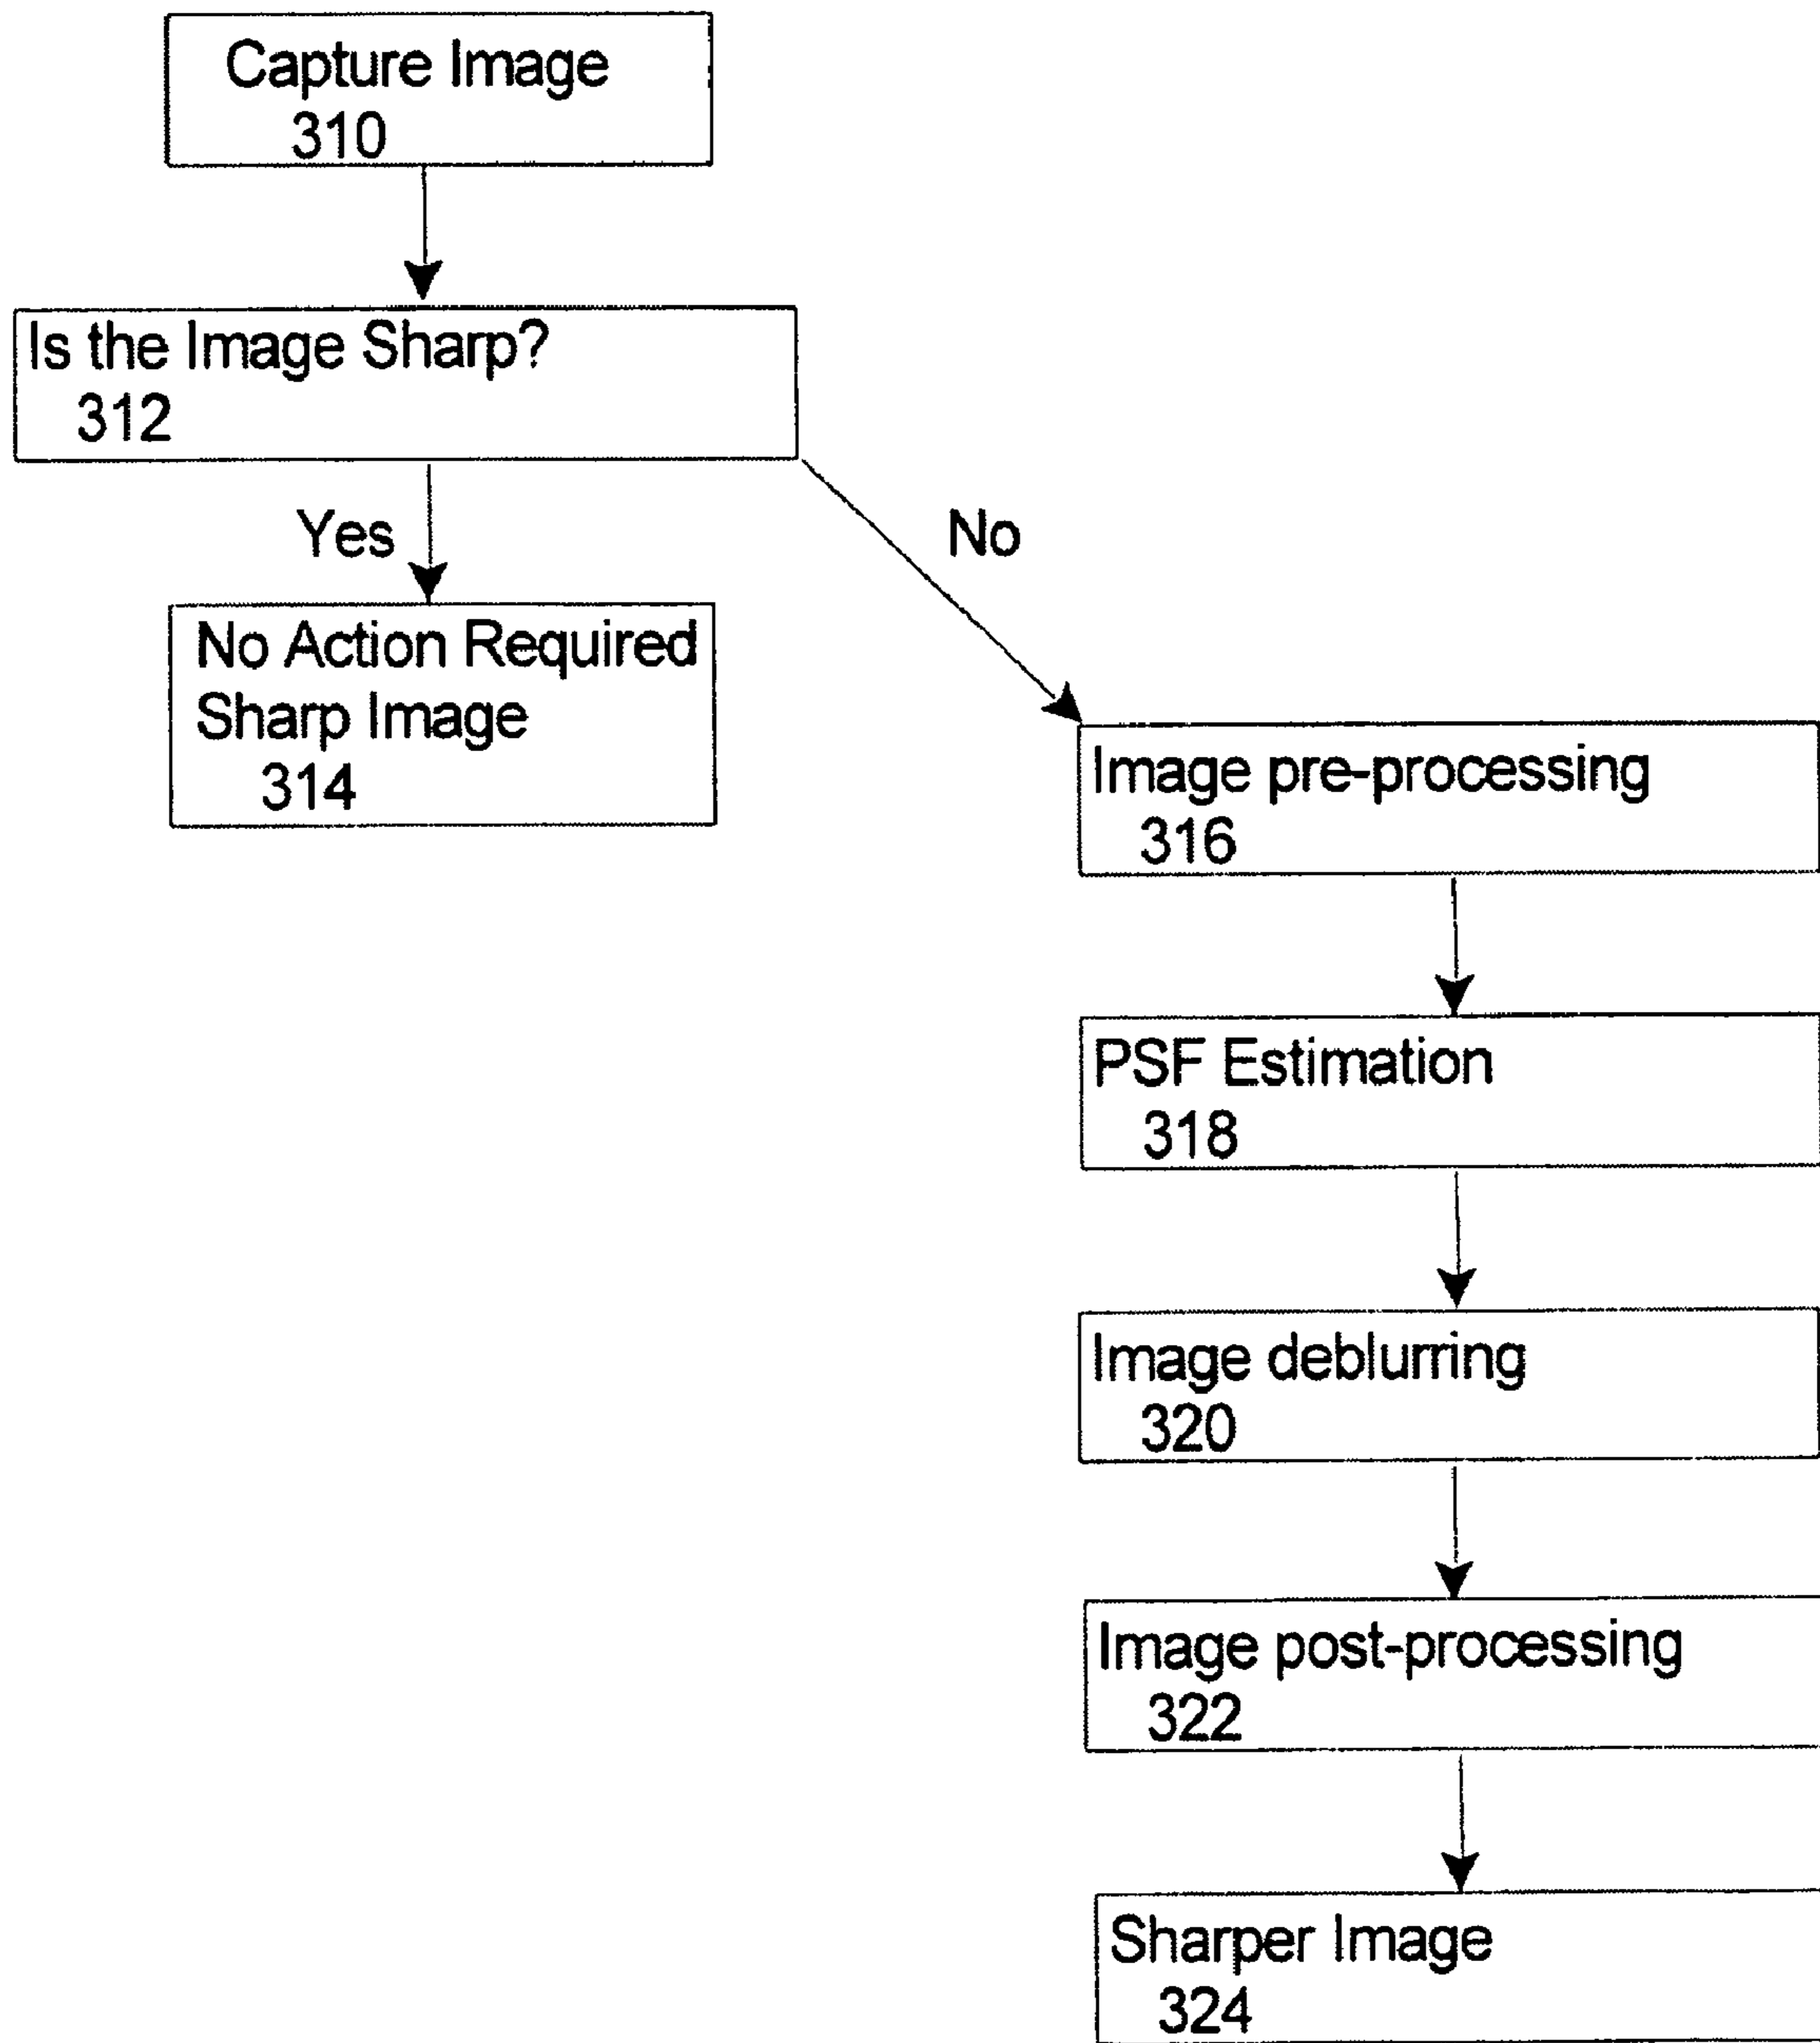 Capture Image
310
Is the Image Sharp?
312
Yes
No
No Action Required
Sharp Image
314
Image pre-processing
316
PSF Estimation
318
Image deblurring
320
Image post-processing
322
Sharper Image
324